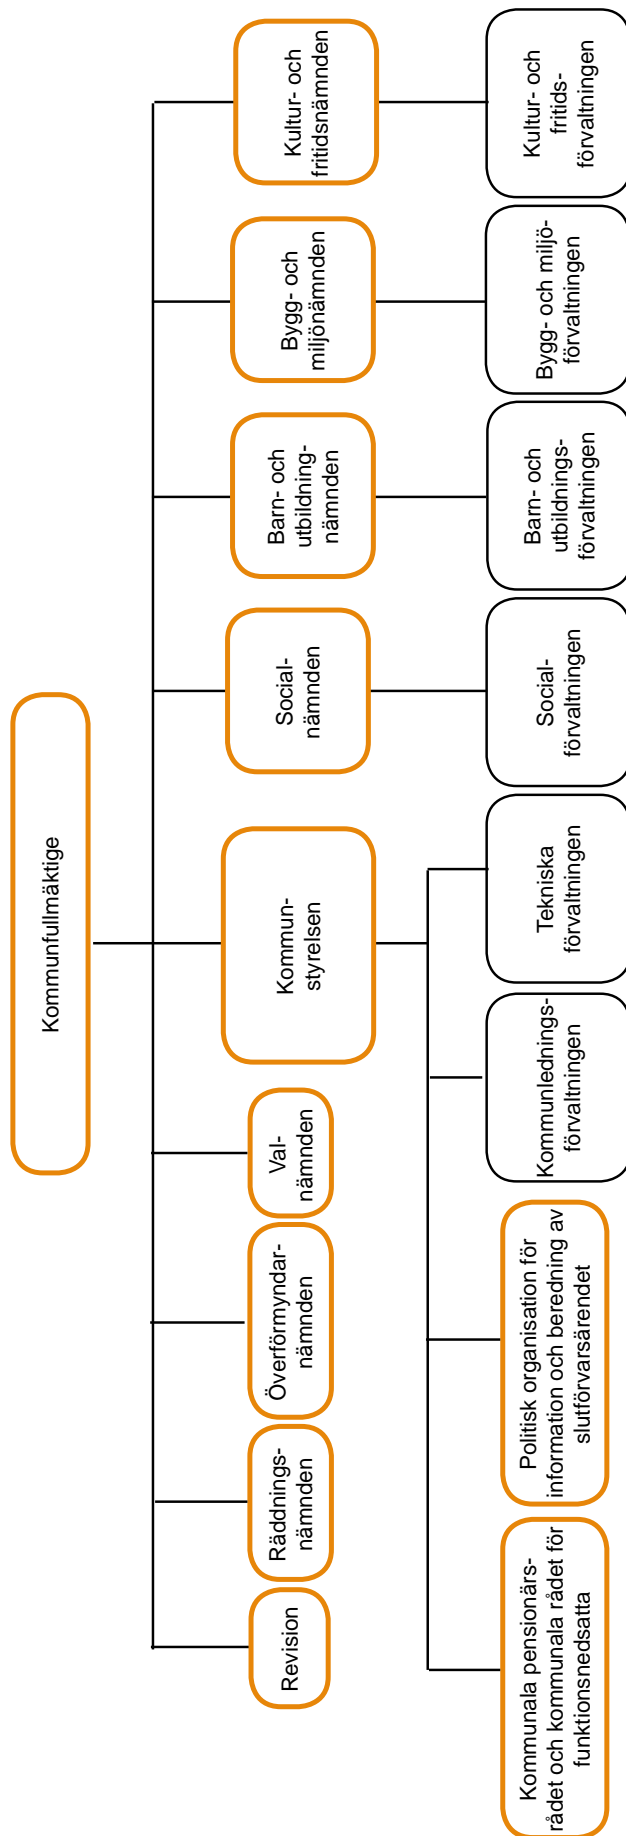 Kommunfullmäktige
Revision
Räddnings-
nämnden
Överförmyndar-
nämnden
Val-
nämnden
Kommun-
styrelsen
Social-
nämnden
Barn- och
utbildning-
nämnden
Bygg- och
miljönämnden
Kultur- och
fritidsnämnden
Kommunala pensionärs-
rådet och kommunala rådet för
funktionsnedsatta
Politisk organisation för
information och beredning av
slutförvarsärendet
Kommunlednings-
förvaltningen
Tekniska
förvaltningen
Social-
förvaltningen
Barn- och
utbildnings-
förvaltningen
Bygg- och miljö-
förvaltningen
Kultur- och
fritids-
förvaltningen